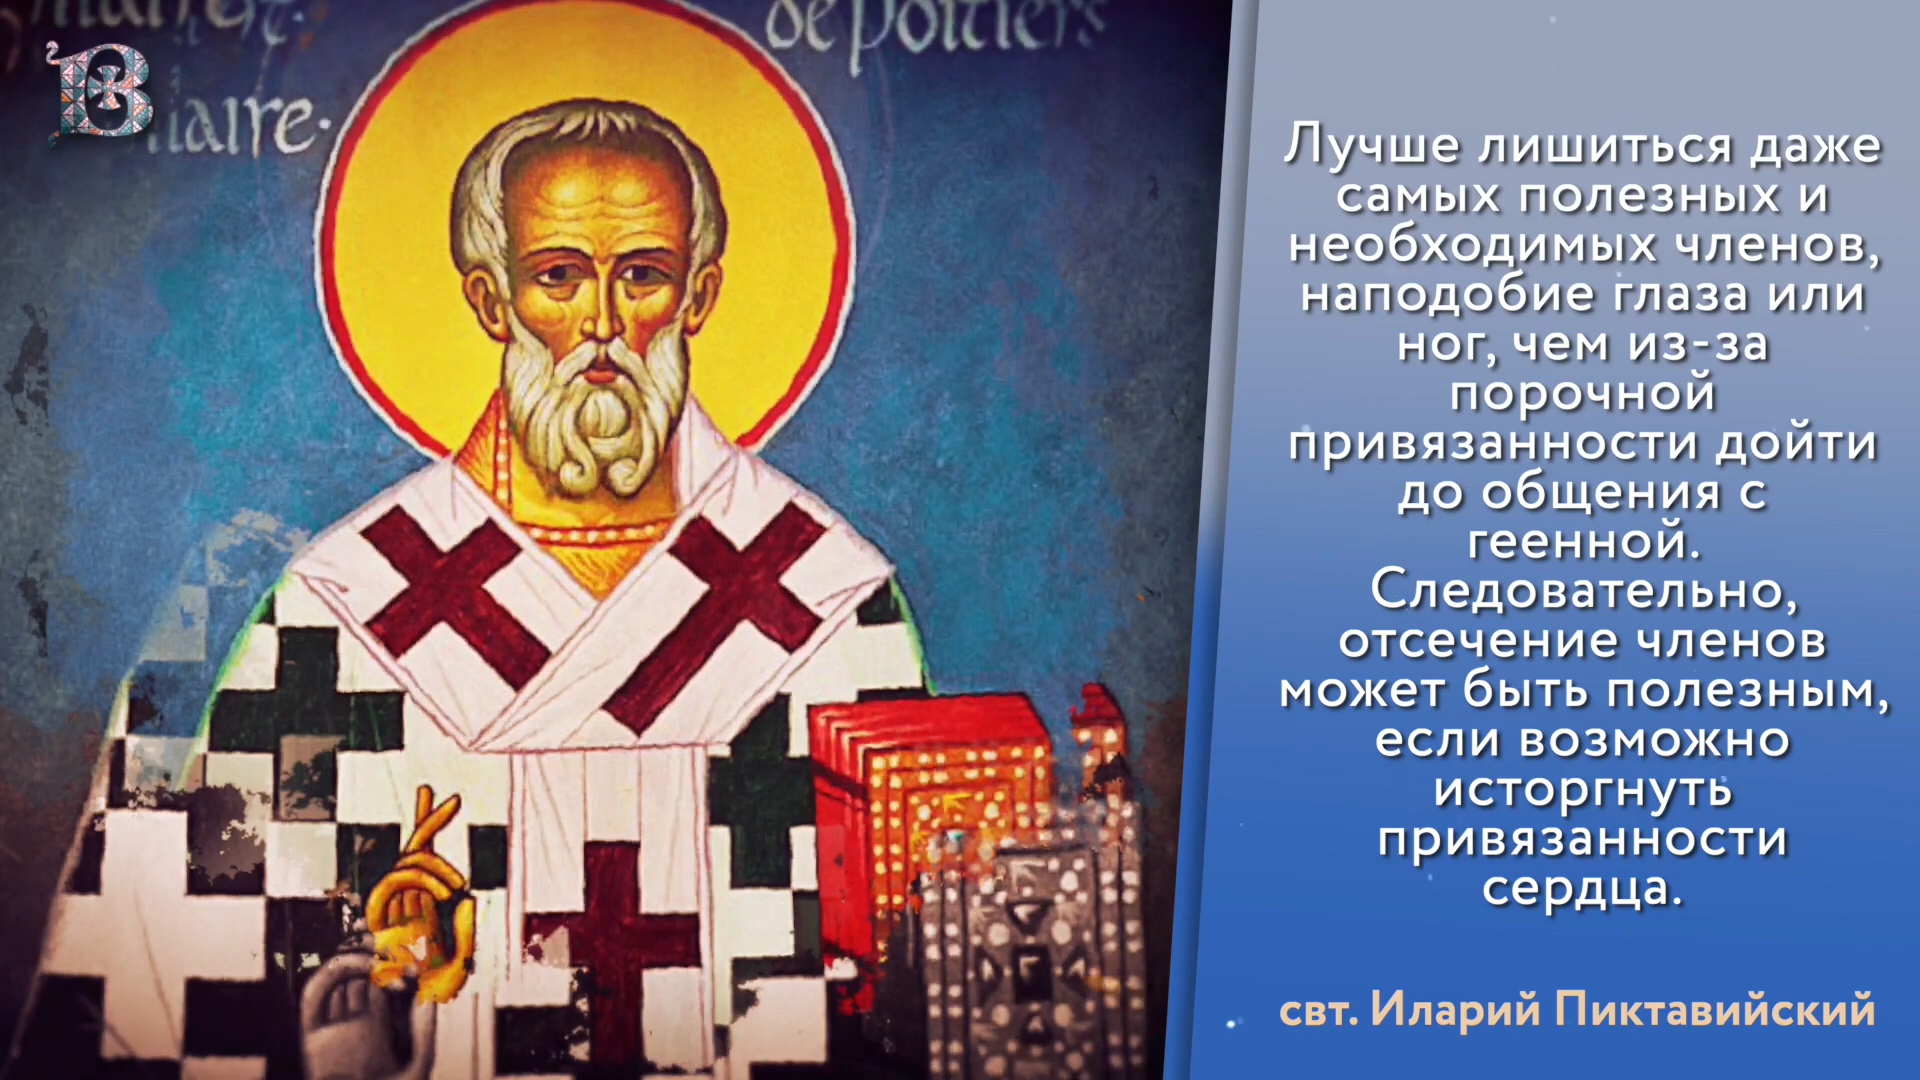 de Poitiers
Лучше лишиться даже
самых полезных и
необходимых членов,
наподобие глаза или
ног, чем из-за
порочной
привязанности дойти
до общения с
геенной.
Следовательно,
отсечение членов
может быть полезным,
если возможно
исторгнуть
привязанности
сердца.
свт. Иларий Пиктавийский